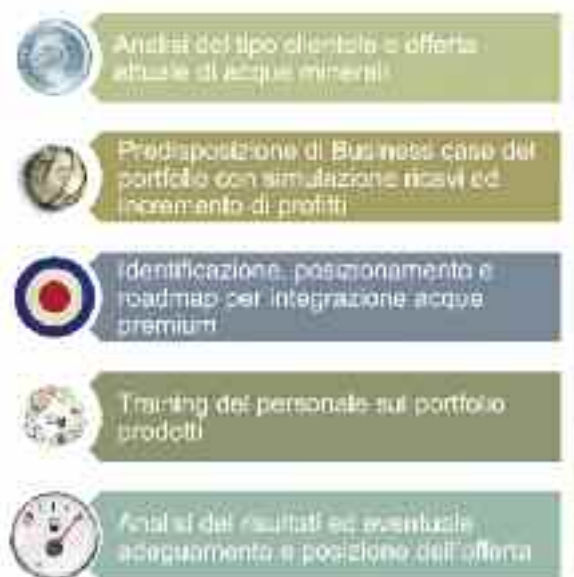 Analisi del tipo clientela e offerta
attuale di acque minerali
Predisposizione di Business case del
portfolio con simulazione ricavi ed
incremento di profitti
Identificazione, posizionamento e
roadmap per integrazione acque
premium
Training del personale sul portfolio
prodotti
Analisi dei risultati ed eventuale
adeguamento e posizione dell'offerta